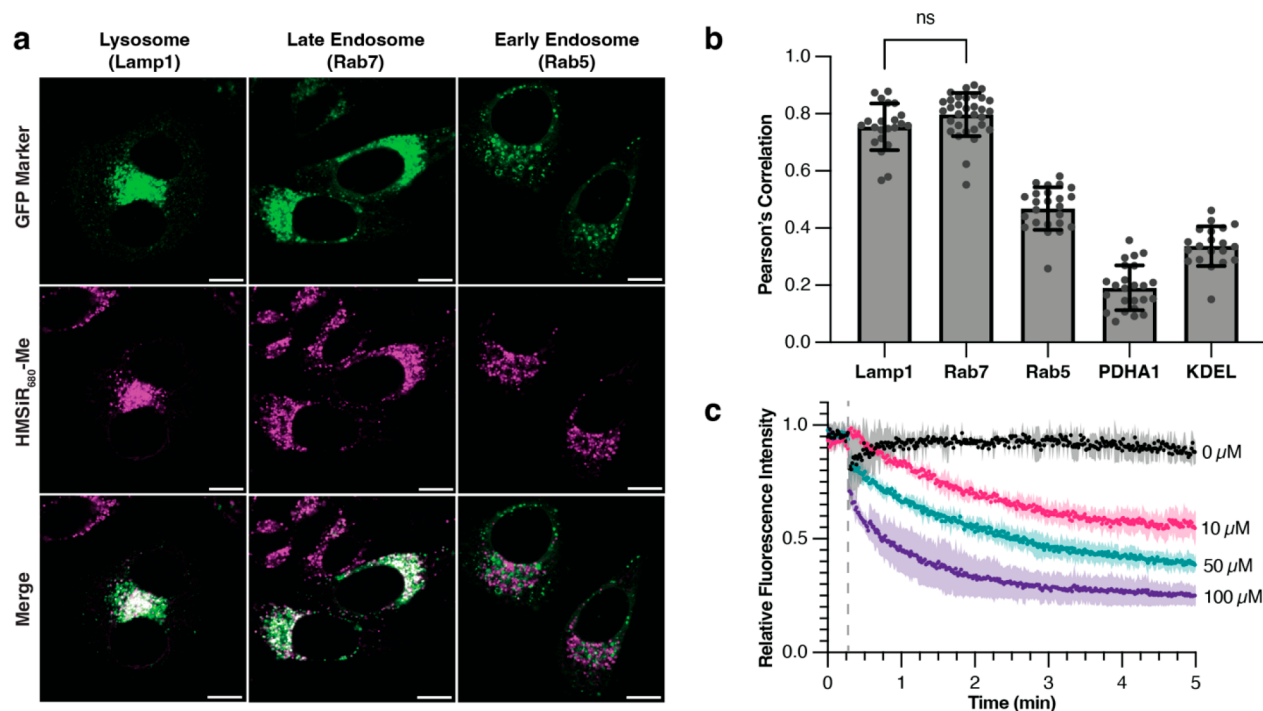 a
Lysosome
(Lamp1)
Late Endosome
(Rab7)
Early Endosome
(Rab5)
GFP Marker
HMSiR680-Me
Merge
b
ns
Pearson's Correlation
1.0
0.8
0.6
0.4
0.2
0.0
Lamp1 Rab7 Rab5 PDHA1 KDEL
c
Relative Fluorescence Intensity
1.0
0.5
0.0
0 µM
10 µM
50 µM
100 µM
0 1 2 3 4 5
Time (min)